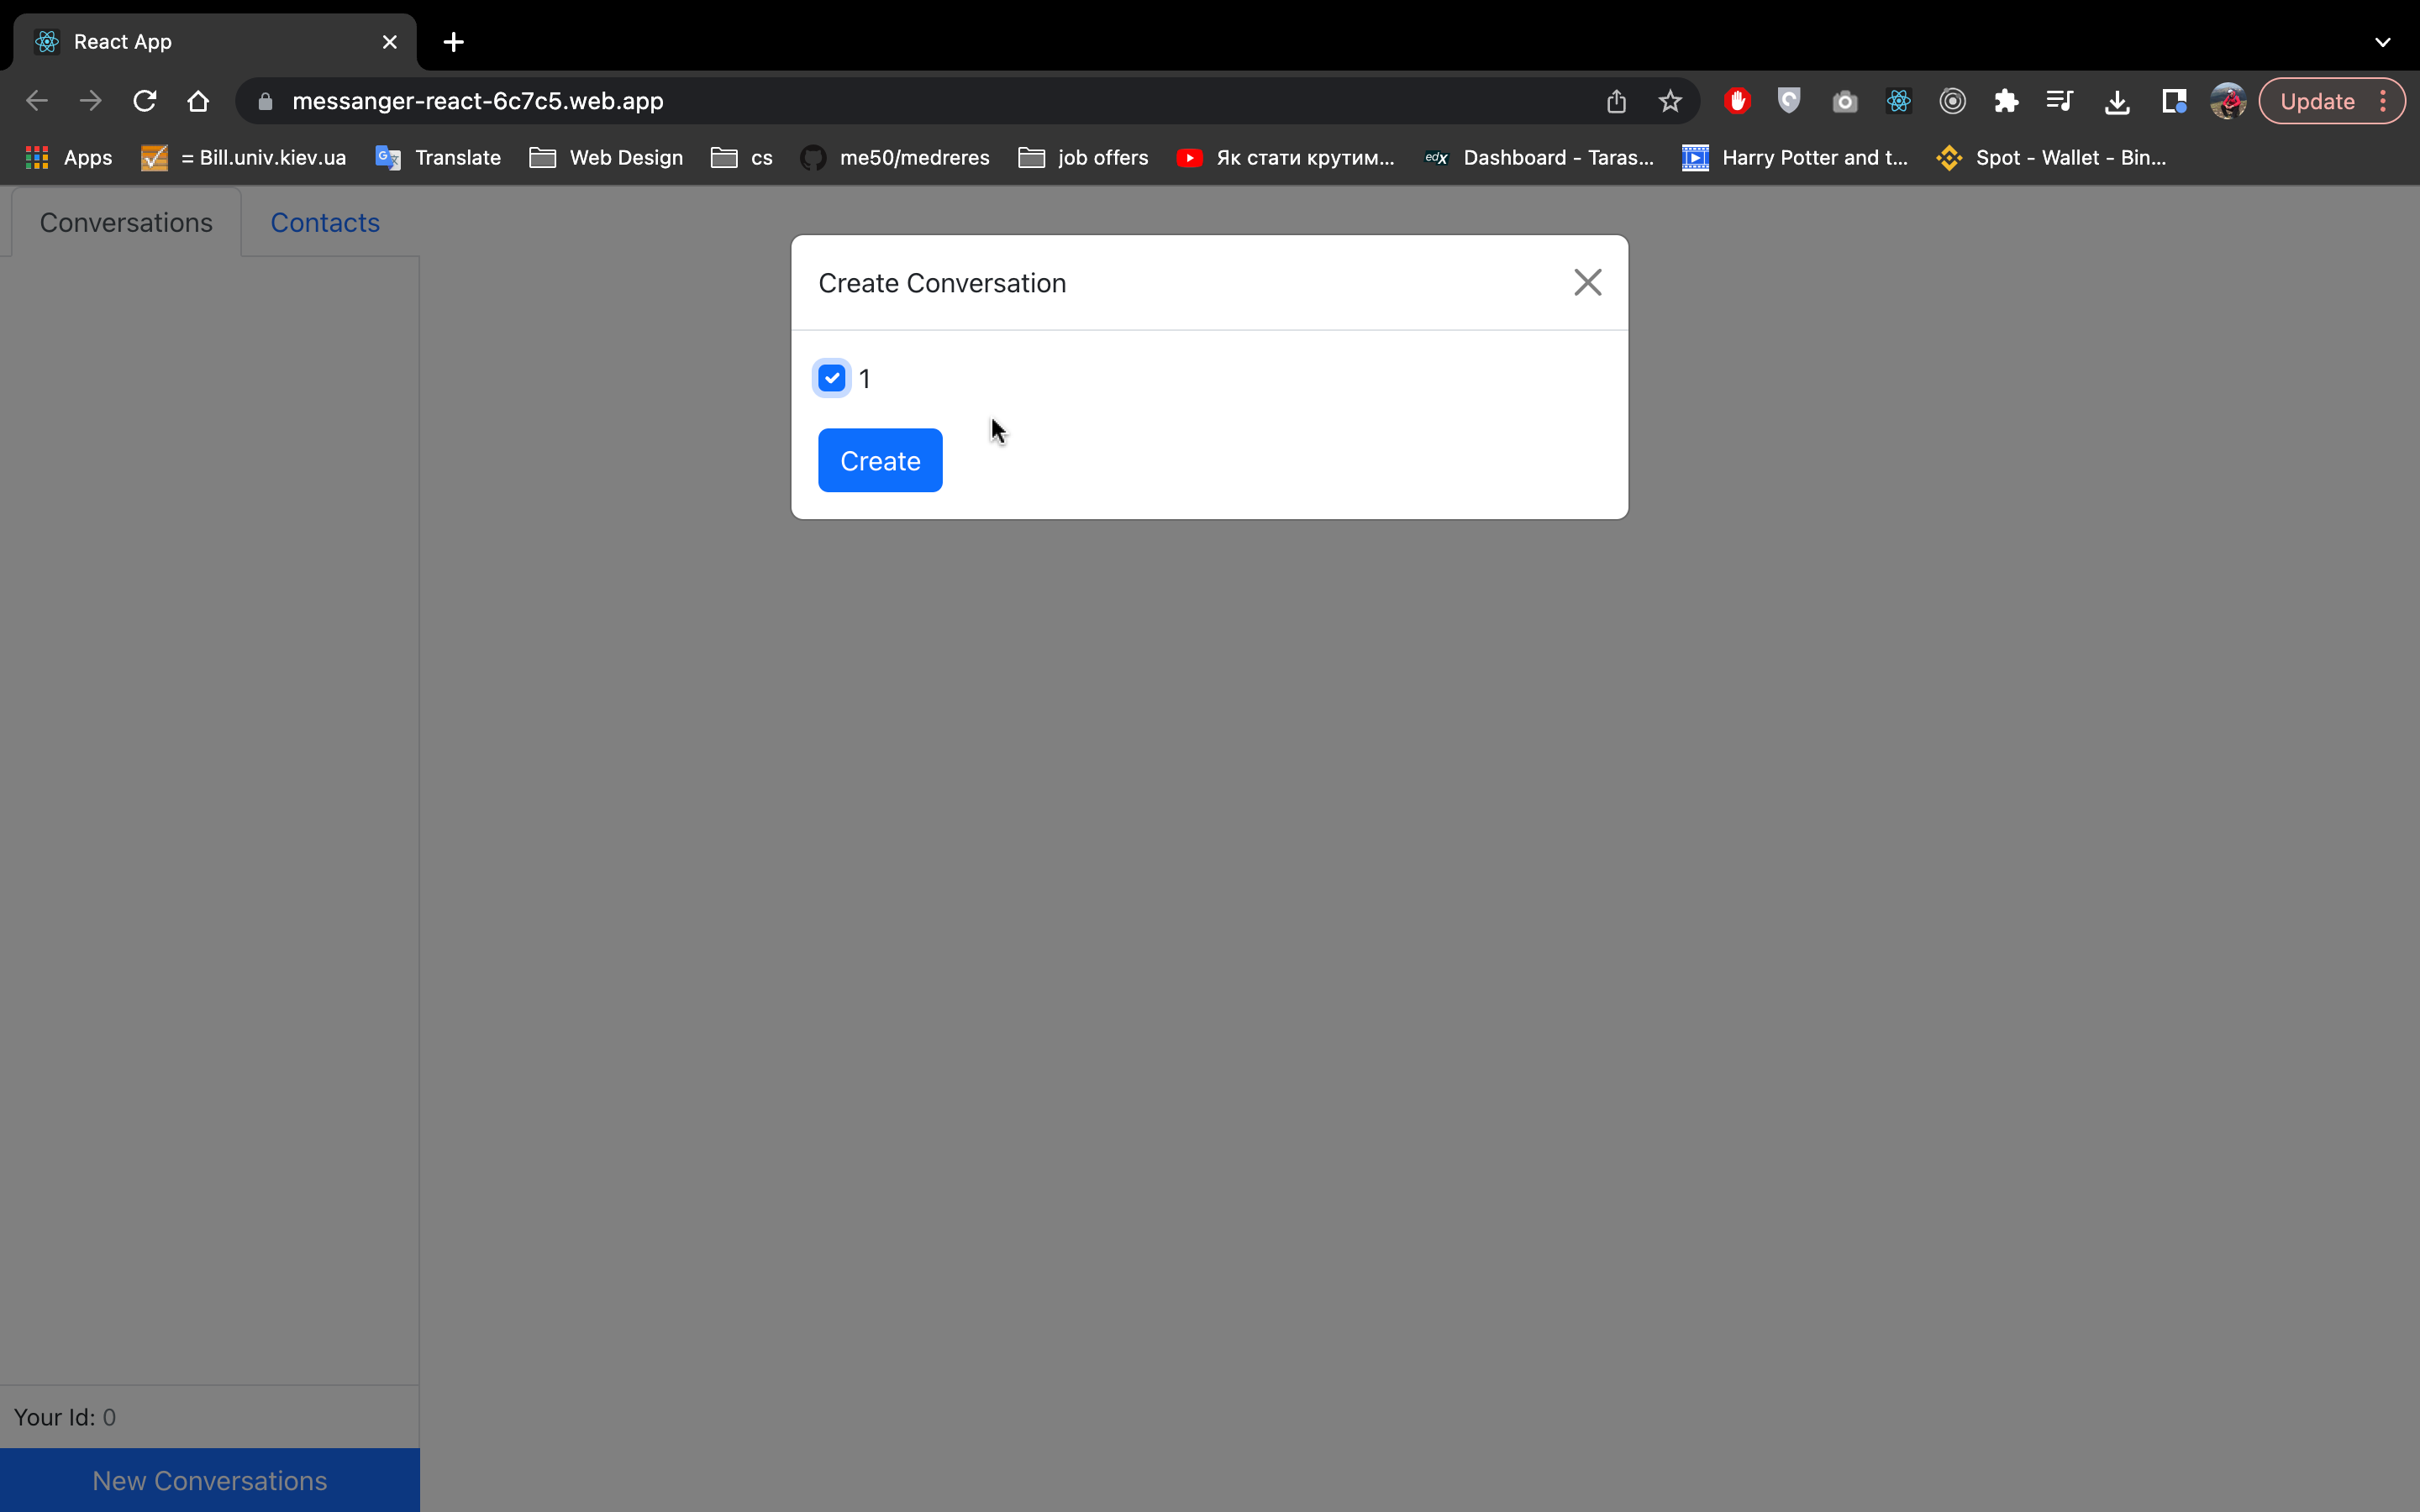 React App
messanger-react-6c7c5.web.app
Update
Apps
= Bill.univ.kiev.ua
Translate
Web Design
cs
me50/medreres
job offers
Як стати крутим...
edX
Dashboard - Taras...
Harry Potter and t...
Spot - Wallet - Bin...
Conversations
Contacts
Create Conversation
1
Create
Your Id: 0
New Conversations